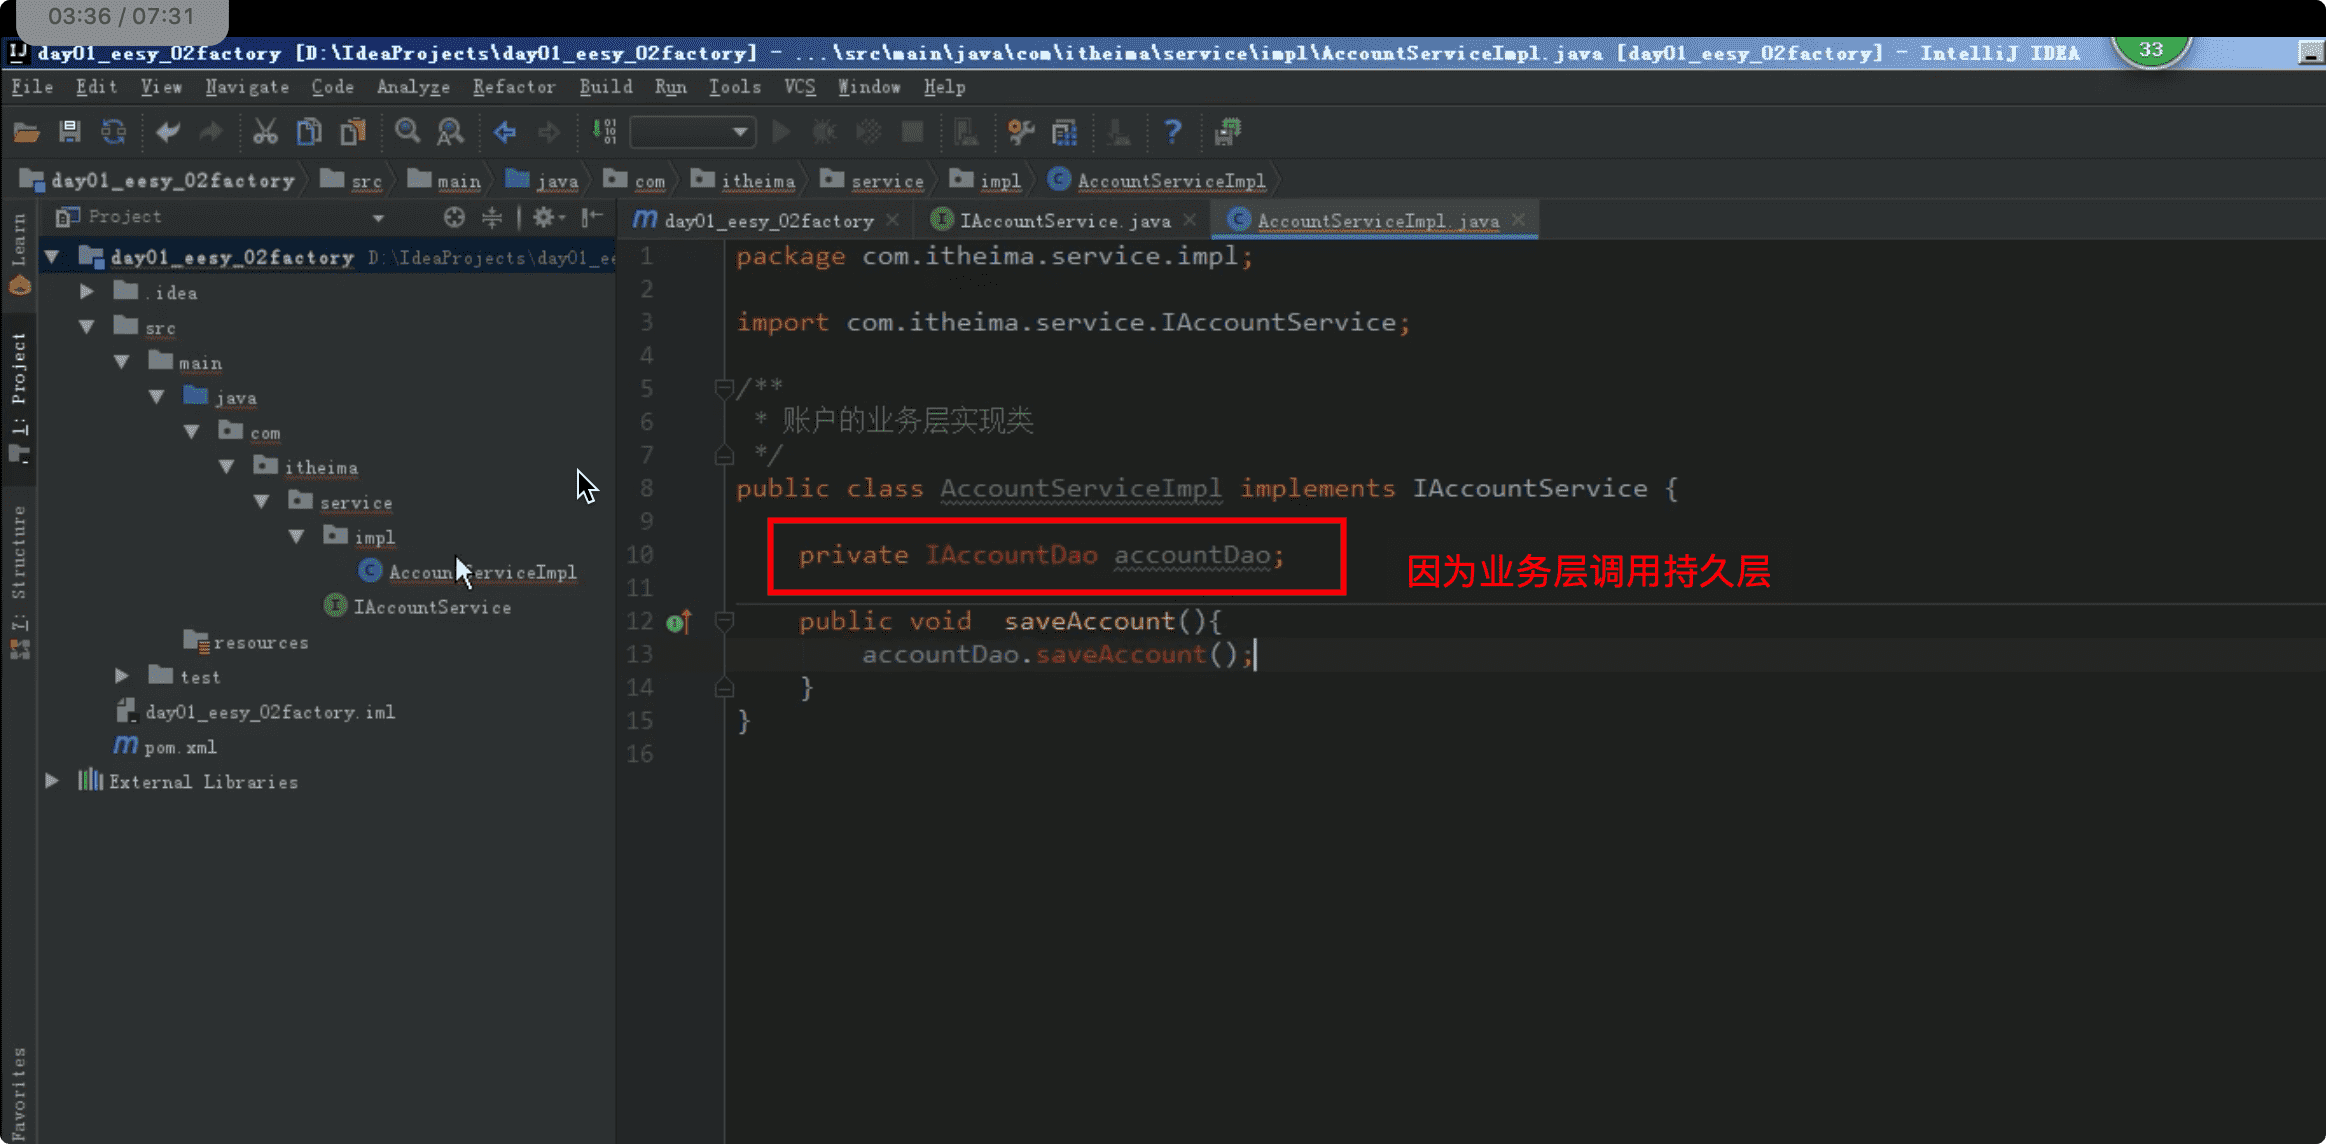 03:36 / 07:31
day01_eesy_02factory [D:\IdeaProjects\day01_eesy_02factory] - ...\src\main\java\com\itheima\service\impl\AccountServiceImpl.java [day01_eesy_02factory] - IntelliJ IDEA
33
File Edit View Navigate Code Analyze Refactor Build Run Tools VCS Window Help
day01_eesy_02factory src main java com itheima service impl AccountServiceImpl
Project
day01_eesy_02factory IAccountService.java AccountServiceImpl.java
Learn
1: Project
7: Structure
Favorites
day01_eesy_02factory D:\IdeaProjects\day01_ee
.idea
src
main
java
com
itheima
service
impl
AccountServiceImpl
IAccountService
resources
test
day01_eesy_02factory.iml
pom.xml
External Libraries
1 package com.itheima.service.impl;
2
3 import com.itheima.service.IAccountService;
4
5 /**
6 * 账户的业务层实现类
7 */
8 public class AccountServiceImpl implements IAccountService {
9
10 private IAccountDao accountDao;
因为业务层调用持久层
11
12 public void saveAccount(){
13 accountDao.saveAccount();
14 }
15 }
16